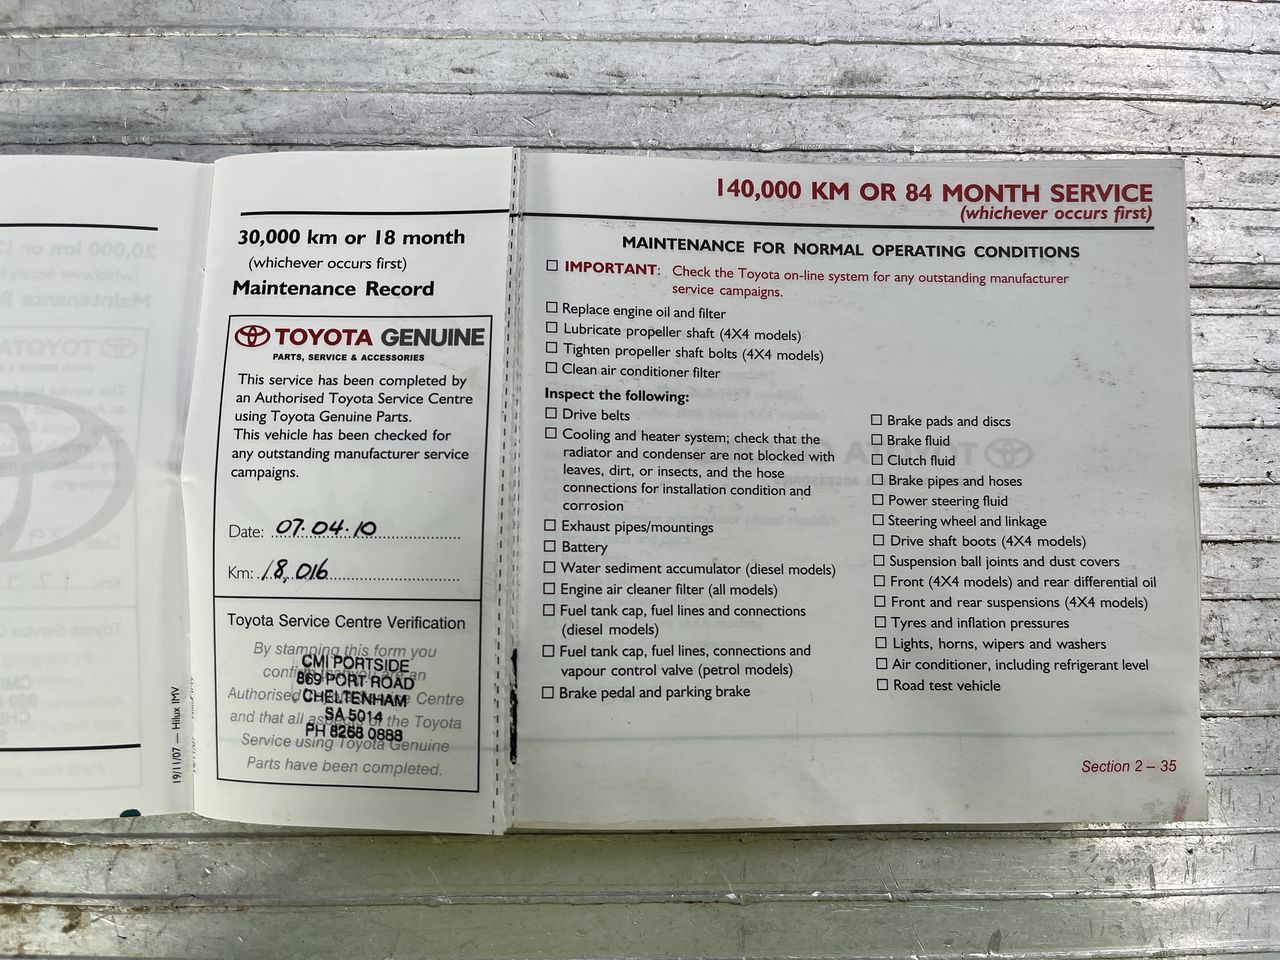 30,000 km or 18 month
(whichever occurs first)
Maintenance Record
TOYOTA GENUINE
PARTS, SERVICE & ACCESSORIES
This service has been completed by
an Authorised Toyota Service Centre
using Toyota Genuine Parts.
This vehicle has been checked for
any outstanding manufacturer service
campaigns.
Date: 07.04.10
Km: 18,016
Toyota Service Centre Verification
By stamping this form you
confirm that you are an
Authorised Toyota Service Centre
and that all aspects of the Toyota
Service using Toyota Genuine
Parts have been completed.
CMI PORTSIDE
869 PORT ROAD
CHELTENHAM
SA 5014
PH 8268 0888
19/11/07 — Hilux IMV
140,000 KM OR 84 MONTH SERVICE
(whichever occurs first)
MAINTENANCE FOR NORMAL OPERATING CONDITIONS
IMPORTANT: Check the Toyota on-line system for any outstanding manufacturer
service campaigns.
Replace engine oil and filter
Lubricate propeller shaft (4X4 models)
Tighten propeller shaft bolts (4X4 models)
Clean air conditioner filter
Inspect the following:
Drive belts
Cooling and heater system; check that the
radiator and condenser are not blocked with
leaves, dirt, or insects, and the hose
connections for installation condition and
corrosion
Exhaust pipes/mountings
Battery
Water sediment accumulator (diesel models)
Engine air cleaner filter (all models)
Fuel tank cap, fuel lines and connections
(diesel models)
Fuel tank cap, fuel lines, connections and
vapour control valve (petrol models)
Brake pedal and parking brake
Brake pads and discs
Brake fluid
Clutch fluid
Brake pipes and hoses
Power steering fluid
Steering wheel and linkage
Drive shaft boots (4X4 models)
Suspension ball joints and dust covers
Front (4X4 models) and rear differential oil
Front and rear suspensions (4X4 models)
Tyres and inflation pressures
Lights, horns, wipers and washers
Air conditioner, including refrigerant level
Road test vehicle
Section 2 – 35